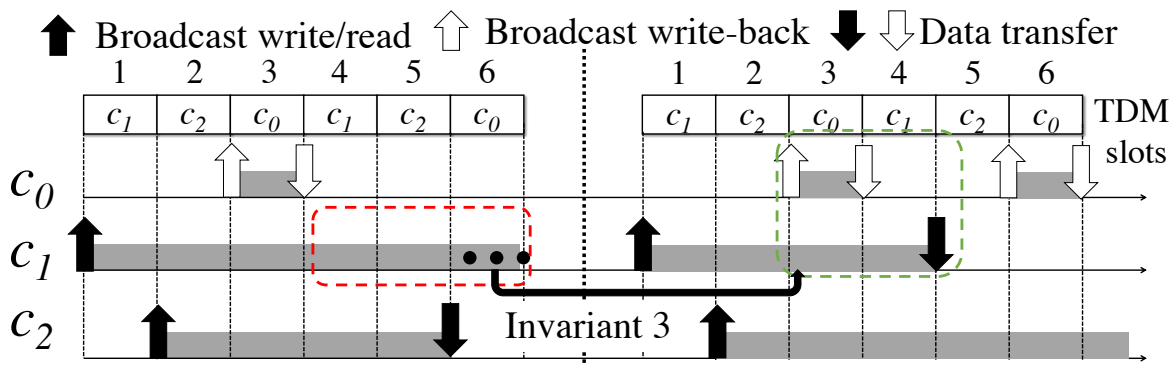 Broadcast write/read Broadcast write-back Data transfer
1 2 3 4 5 6 1 2 3 4 5 6
c1 c2 c0 c1 c2 c0 c1 c2 c0 c1 c2 c0 TDM
slots
c0
c1
c2 Invariant 3